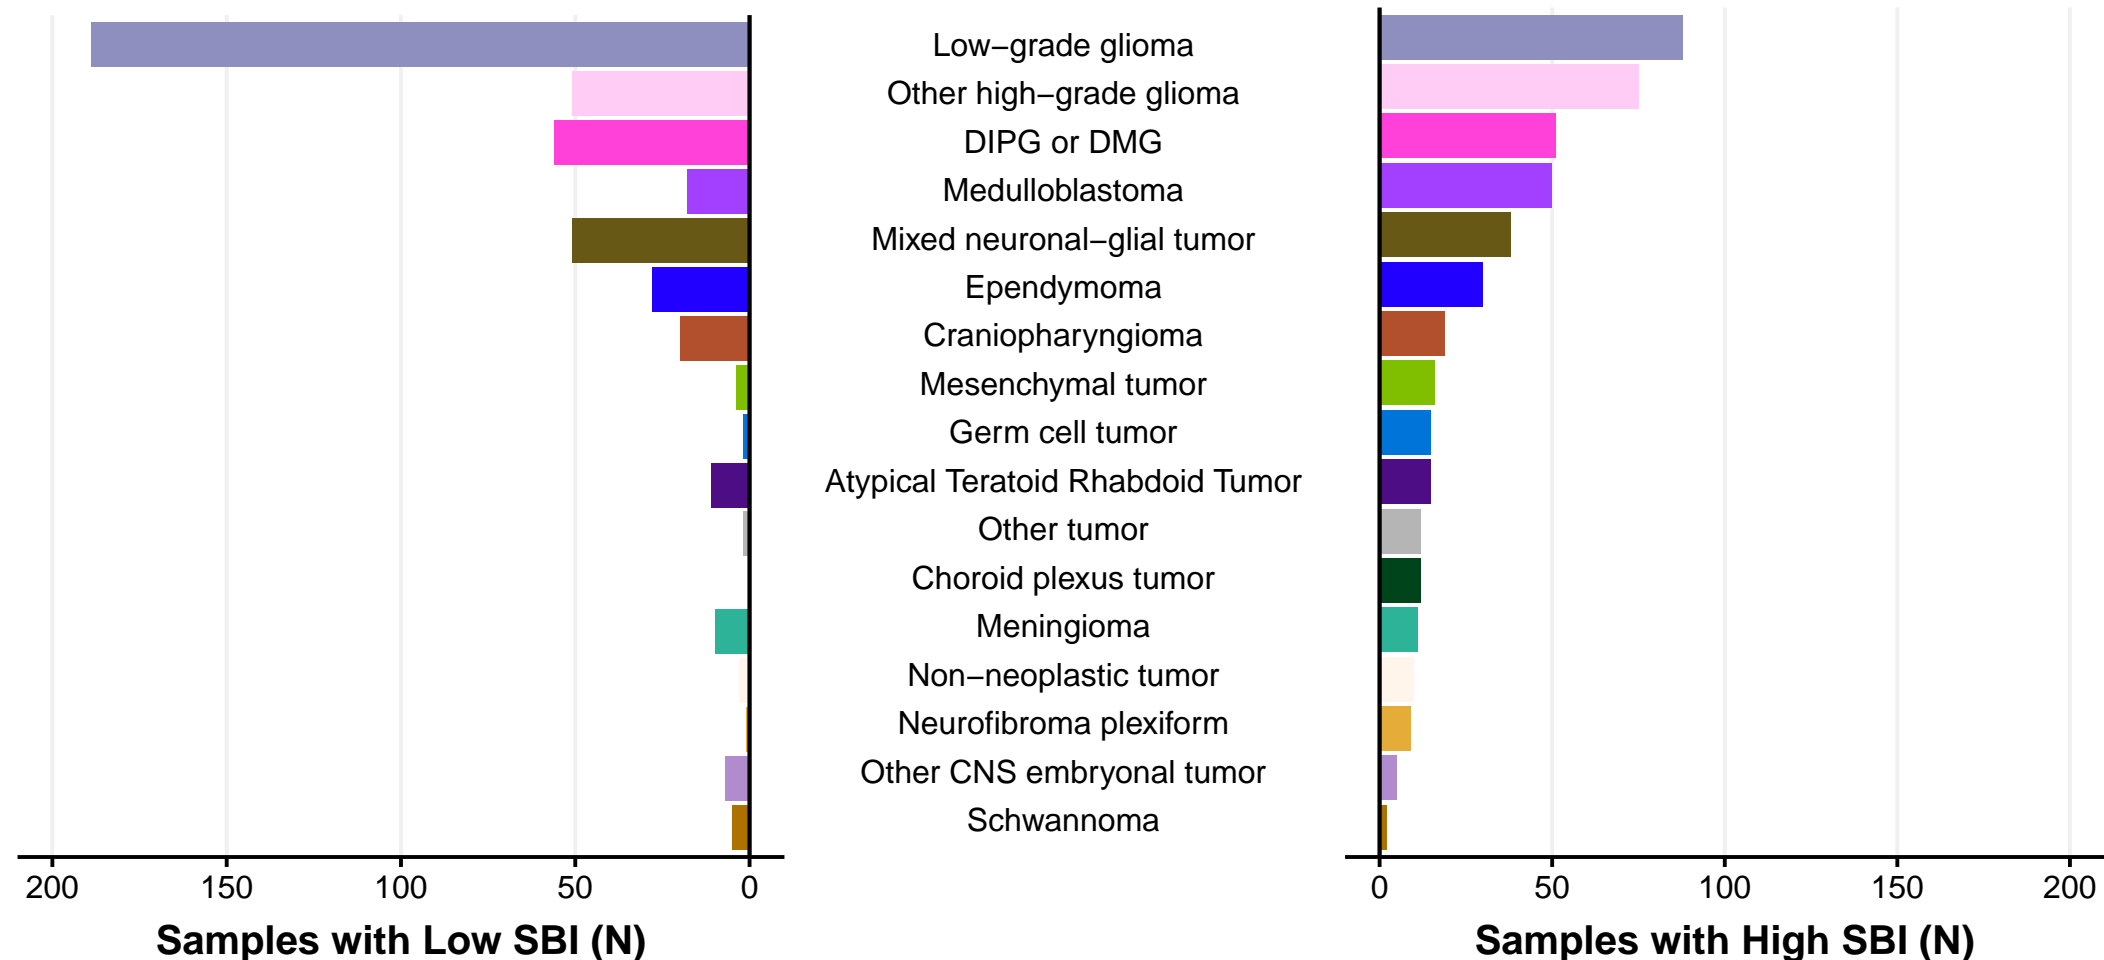 Low−grade glioma
Other high−grade glioma
DIPG or DMG
Medulloblastoma
Mixed neuronal−glial tumor
Ependymoma
Craniopharyngioma
Mesenchymal tumor
Germ cell tumor
Atypical Teratoid Rhabdoid Tumor
Other tumor
Choroid plexus tumor
Meningioma
Non−neoplastic tumor
Neurofibroma plexiform
Other CNS embryonal tumor
Schwannoma
200 150 100 50 0
Samples with Low SBI (N)
0 50 100 150 200
Samples with High SBI (N)